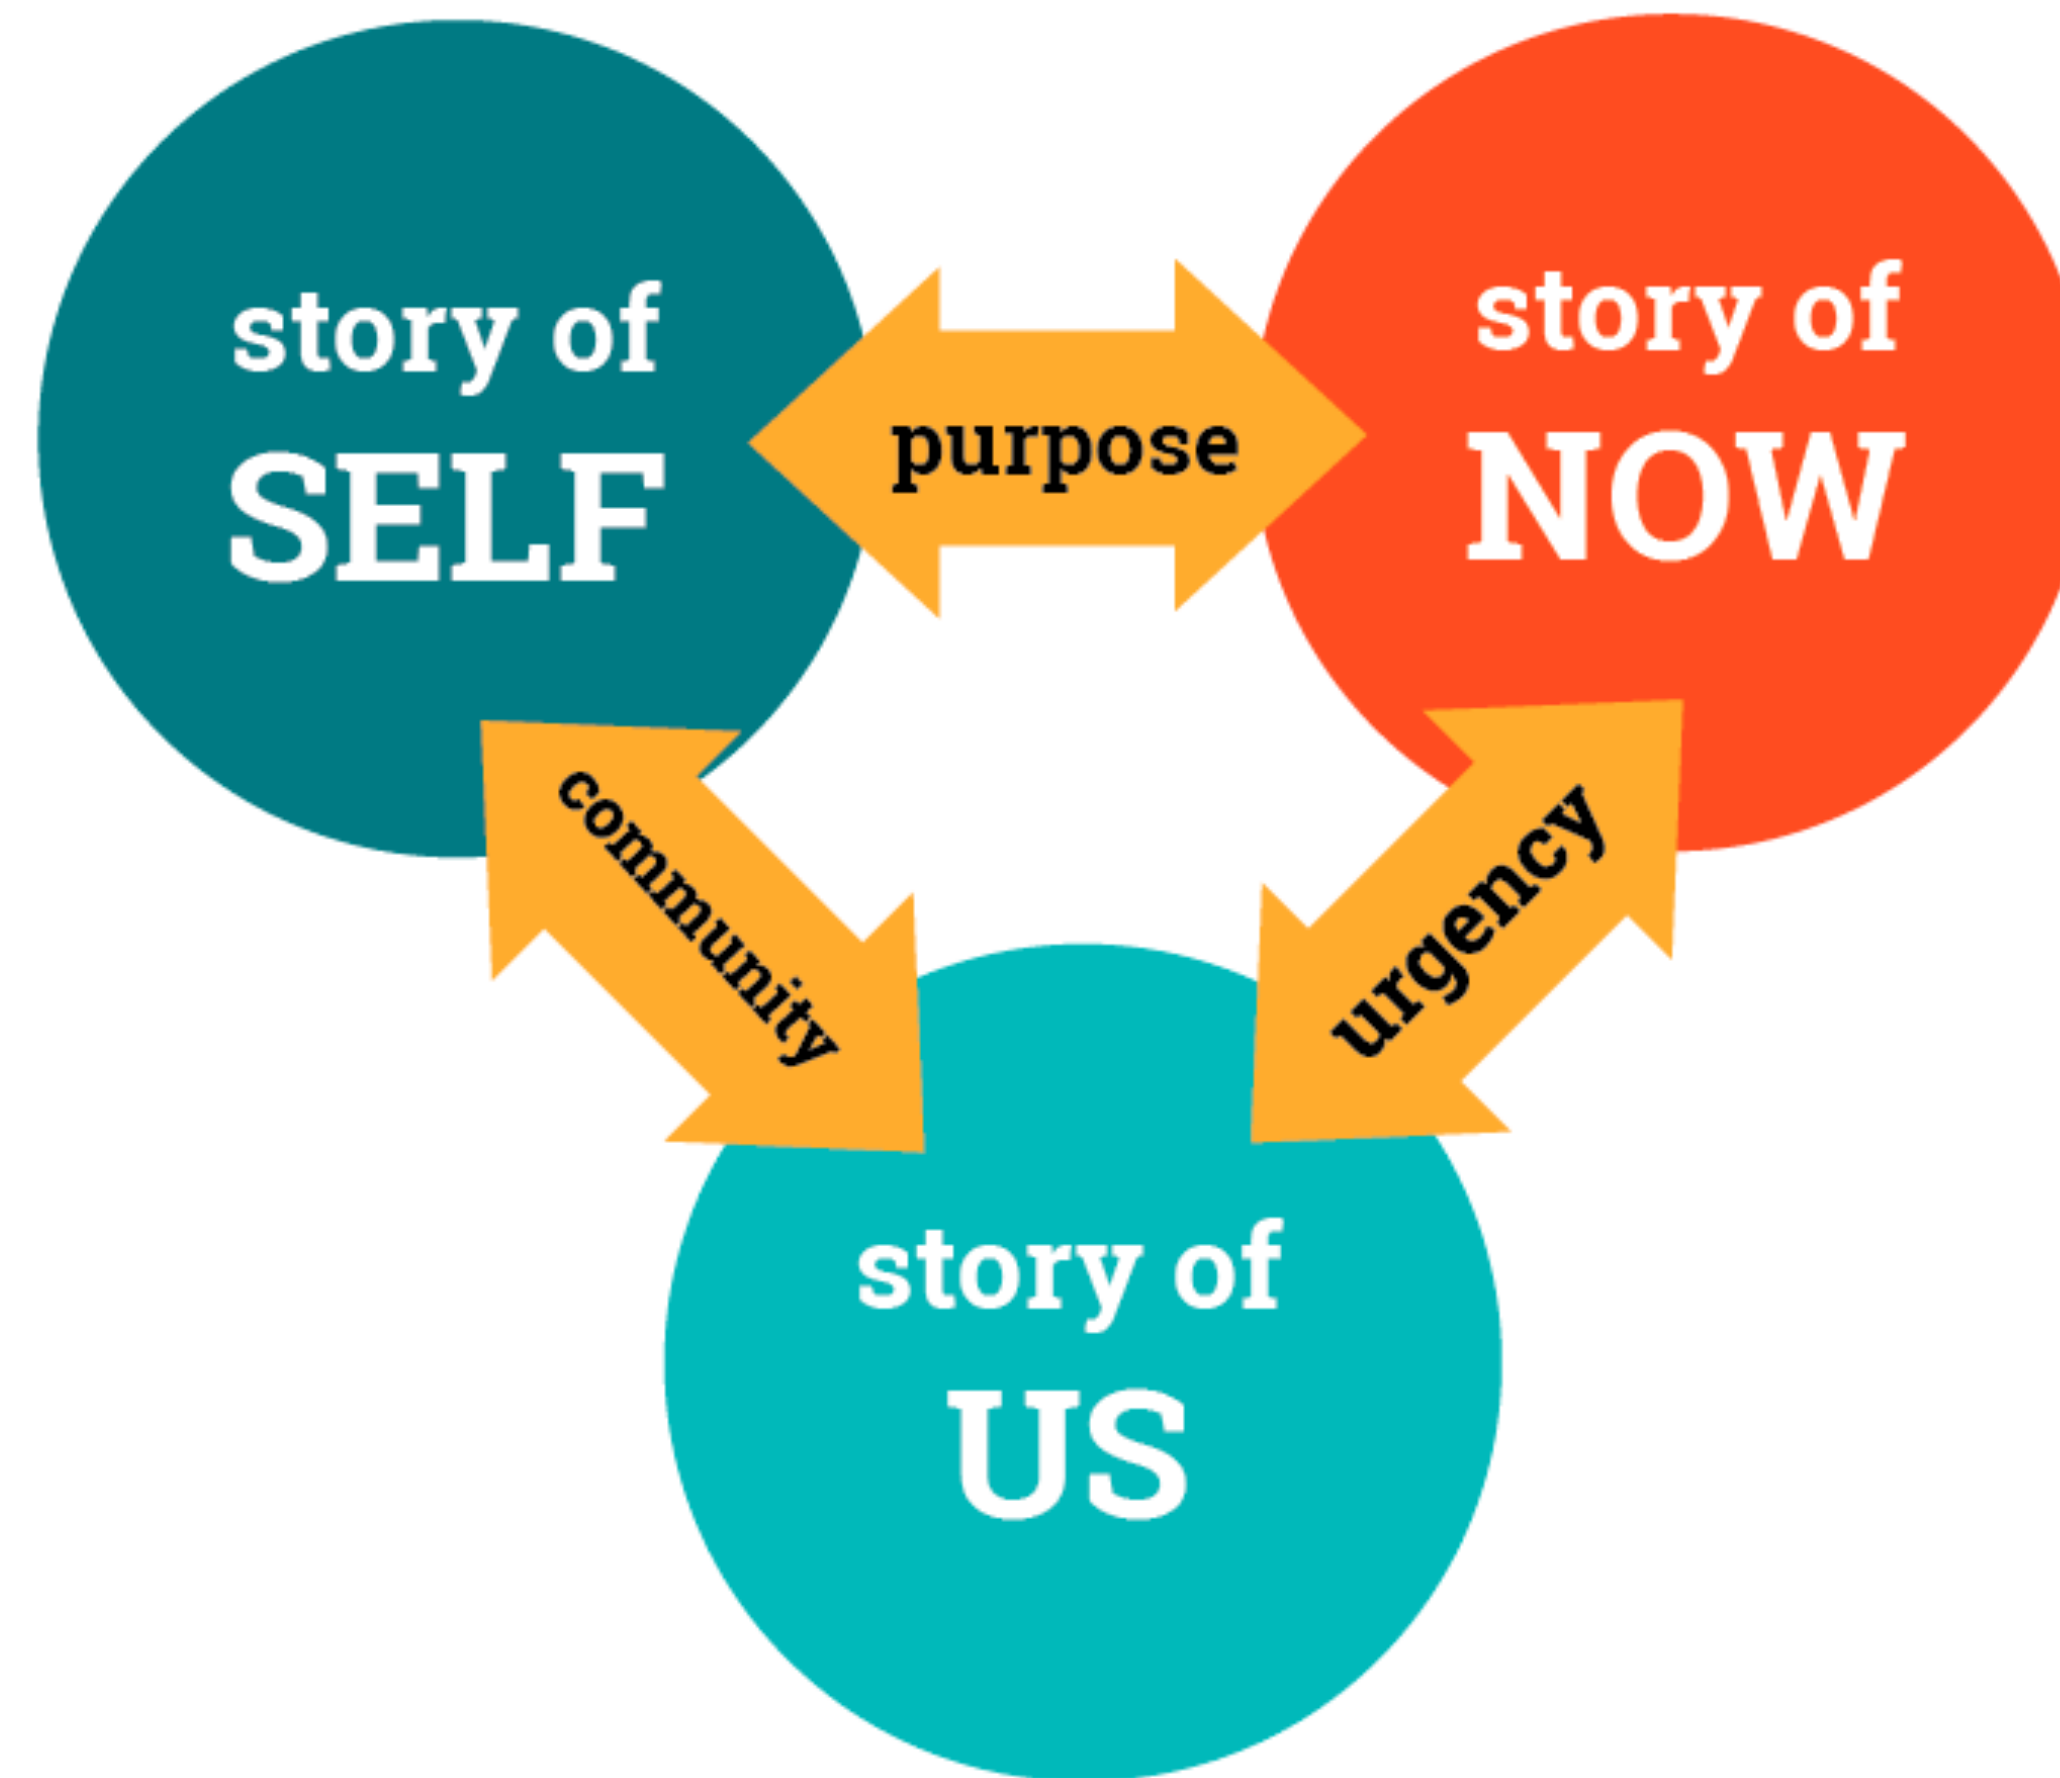 story of
SELF
purpose
story of
NOW
community
urgency
story of
US